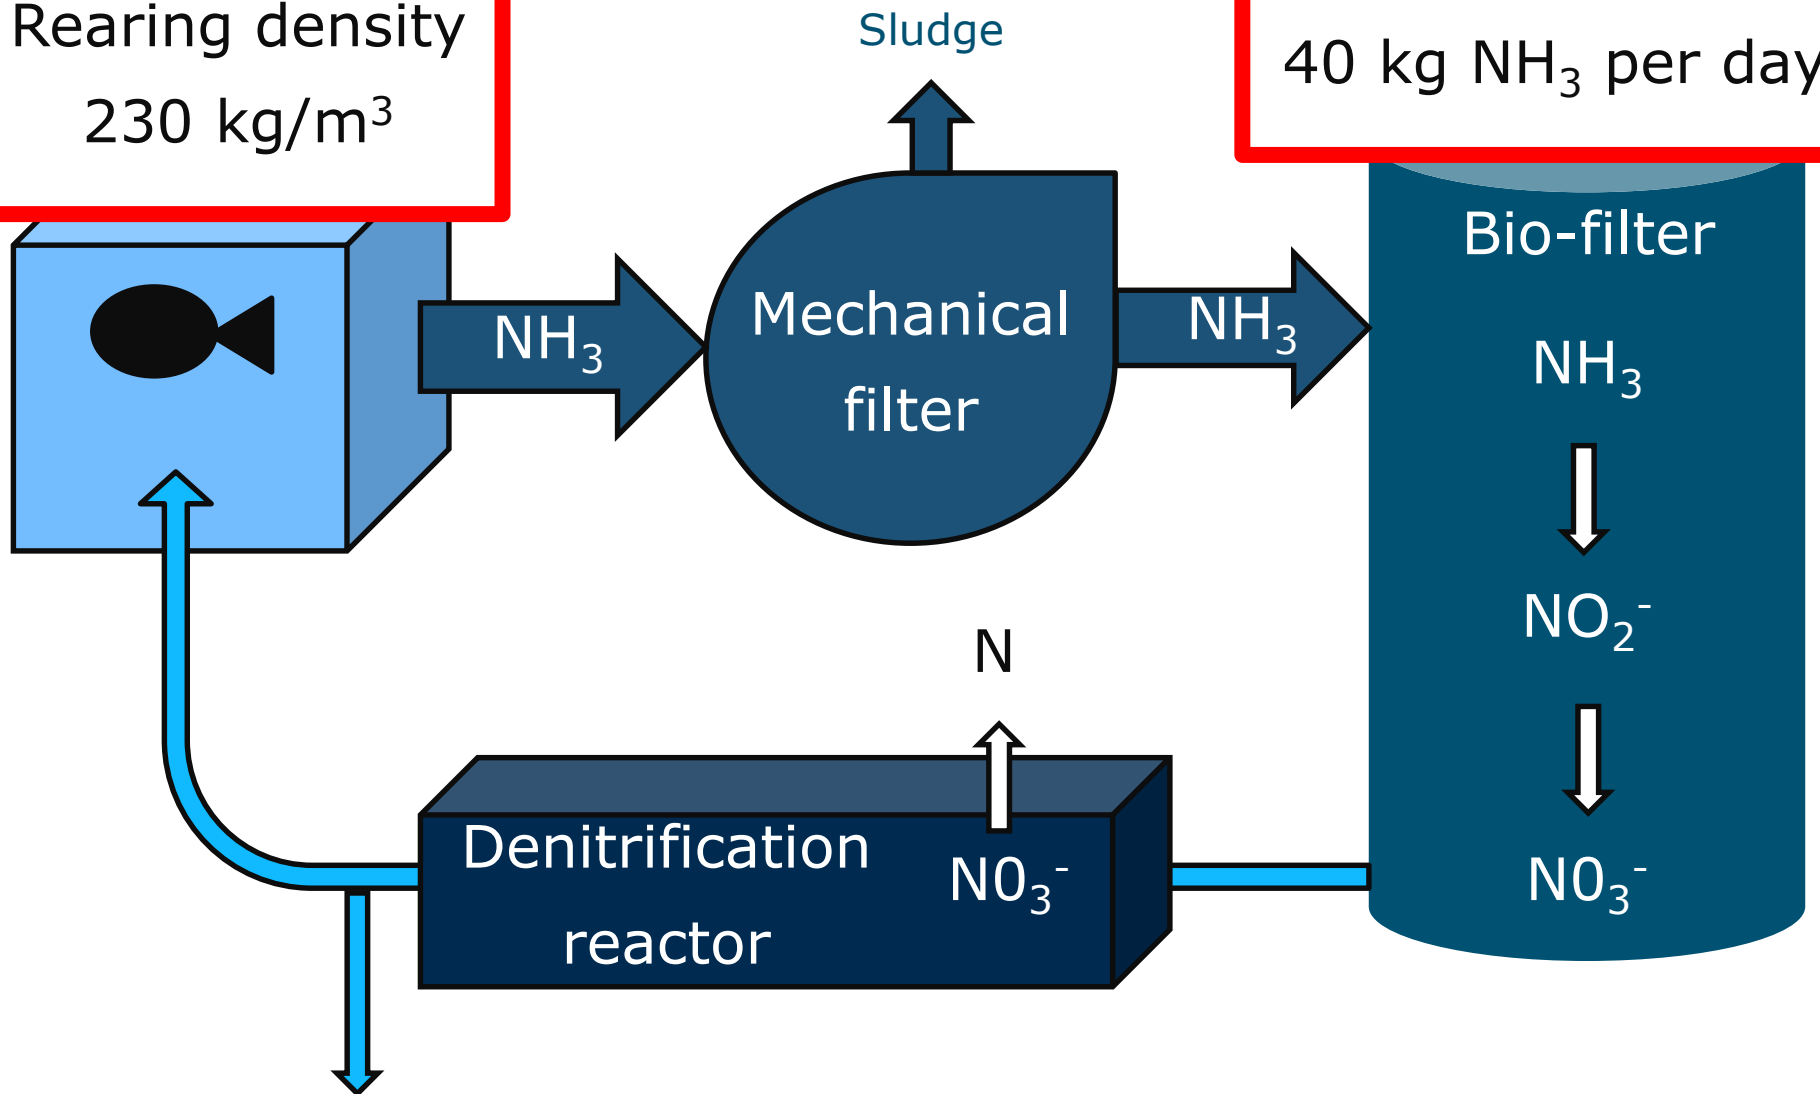 Rearing density
230 kg/m³
Sludge
40 kg NH₃ per day
NH₃
Mechanical
filter
NH₃
Bio-filter
NH₃
NO₂⁻
N0₃⁻
N
Denitrification
reactor
N0₃⁻